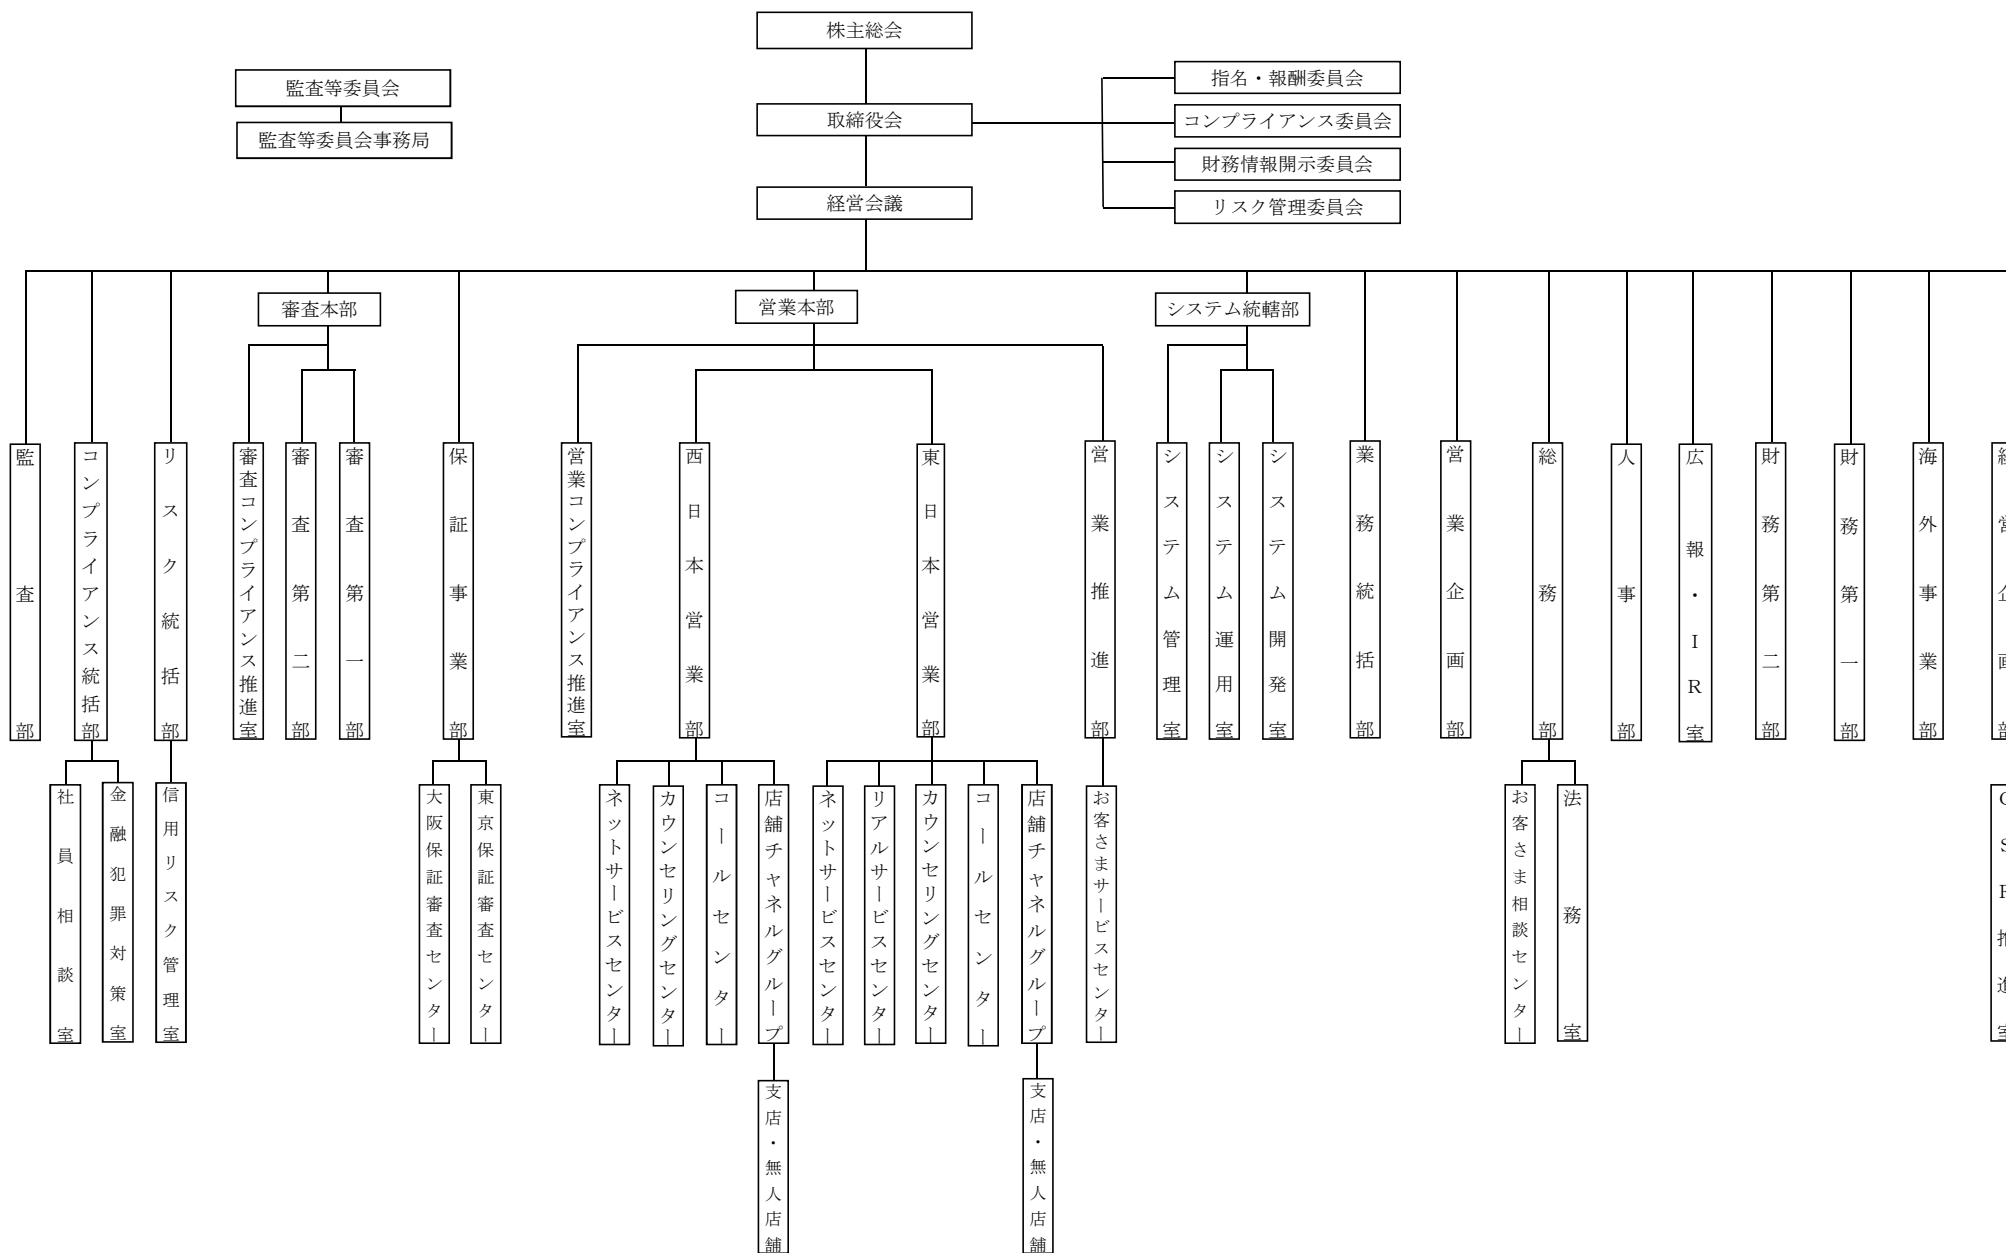 株主総会
監査等委員会
監査等委員会事務局
取締役会
経営会議
指名・報酬委員会
コンプライアンス委員会
財務情報開示委員会
リスク管理委員会
審査本部
営業本部
システム統轄部
監査部
コンプライアンス統括部
リスク統括部
審査コンプライアンス推進室
審査第二部
審査第一部
保証事業部
営業コンプライアンス推進室
西日本営業部
東日本営業部
営業推進部
システム管理室
システム運用室
システム開発室
業務統括部
営業企画部
総務部
人事部
広報・IR室
財務第二部
財務第一部
海外事業部
経営企画部
社員相談室
金融犯罪対策室
信用リスク管理室
大阪保証審査センター
東京保証審査センター
ネットサービスセンター
カウンセリングセンター
コールセンター
店舗チャネルグループ
ネットサービスセンター
リアルサービスセンター
カウンセリングセンター
コールセンター
店舗チャネルグループ
お客さまサービスセンター
お客さま相談センター
法務室
CSR推進室
支店・無人店舗
支店・無人店舗